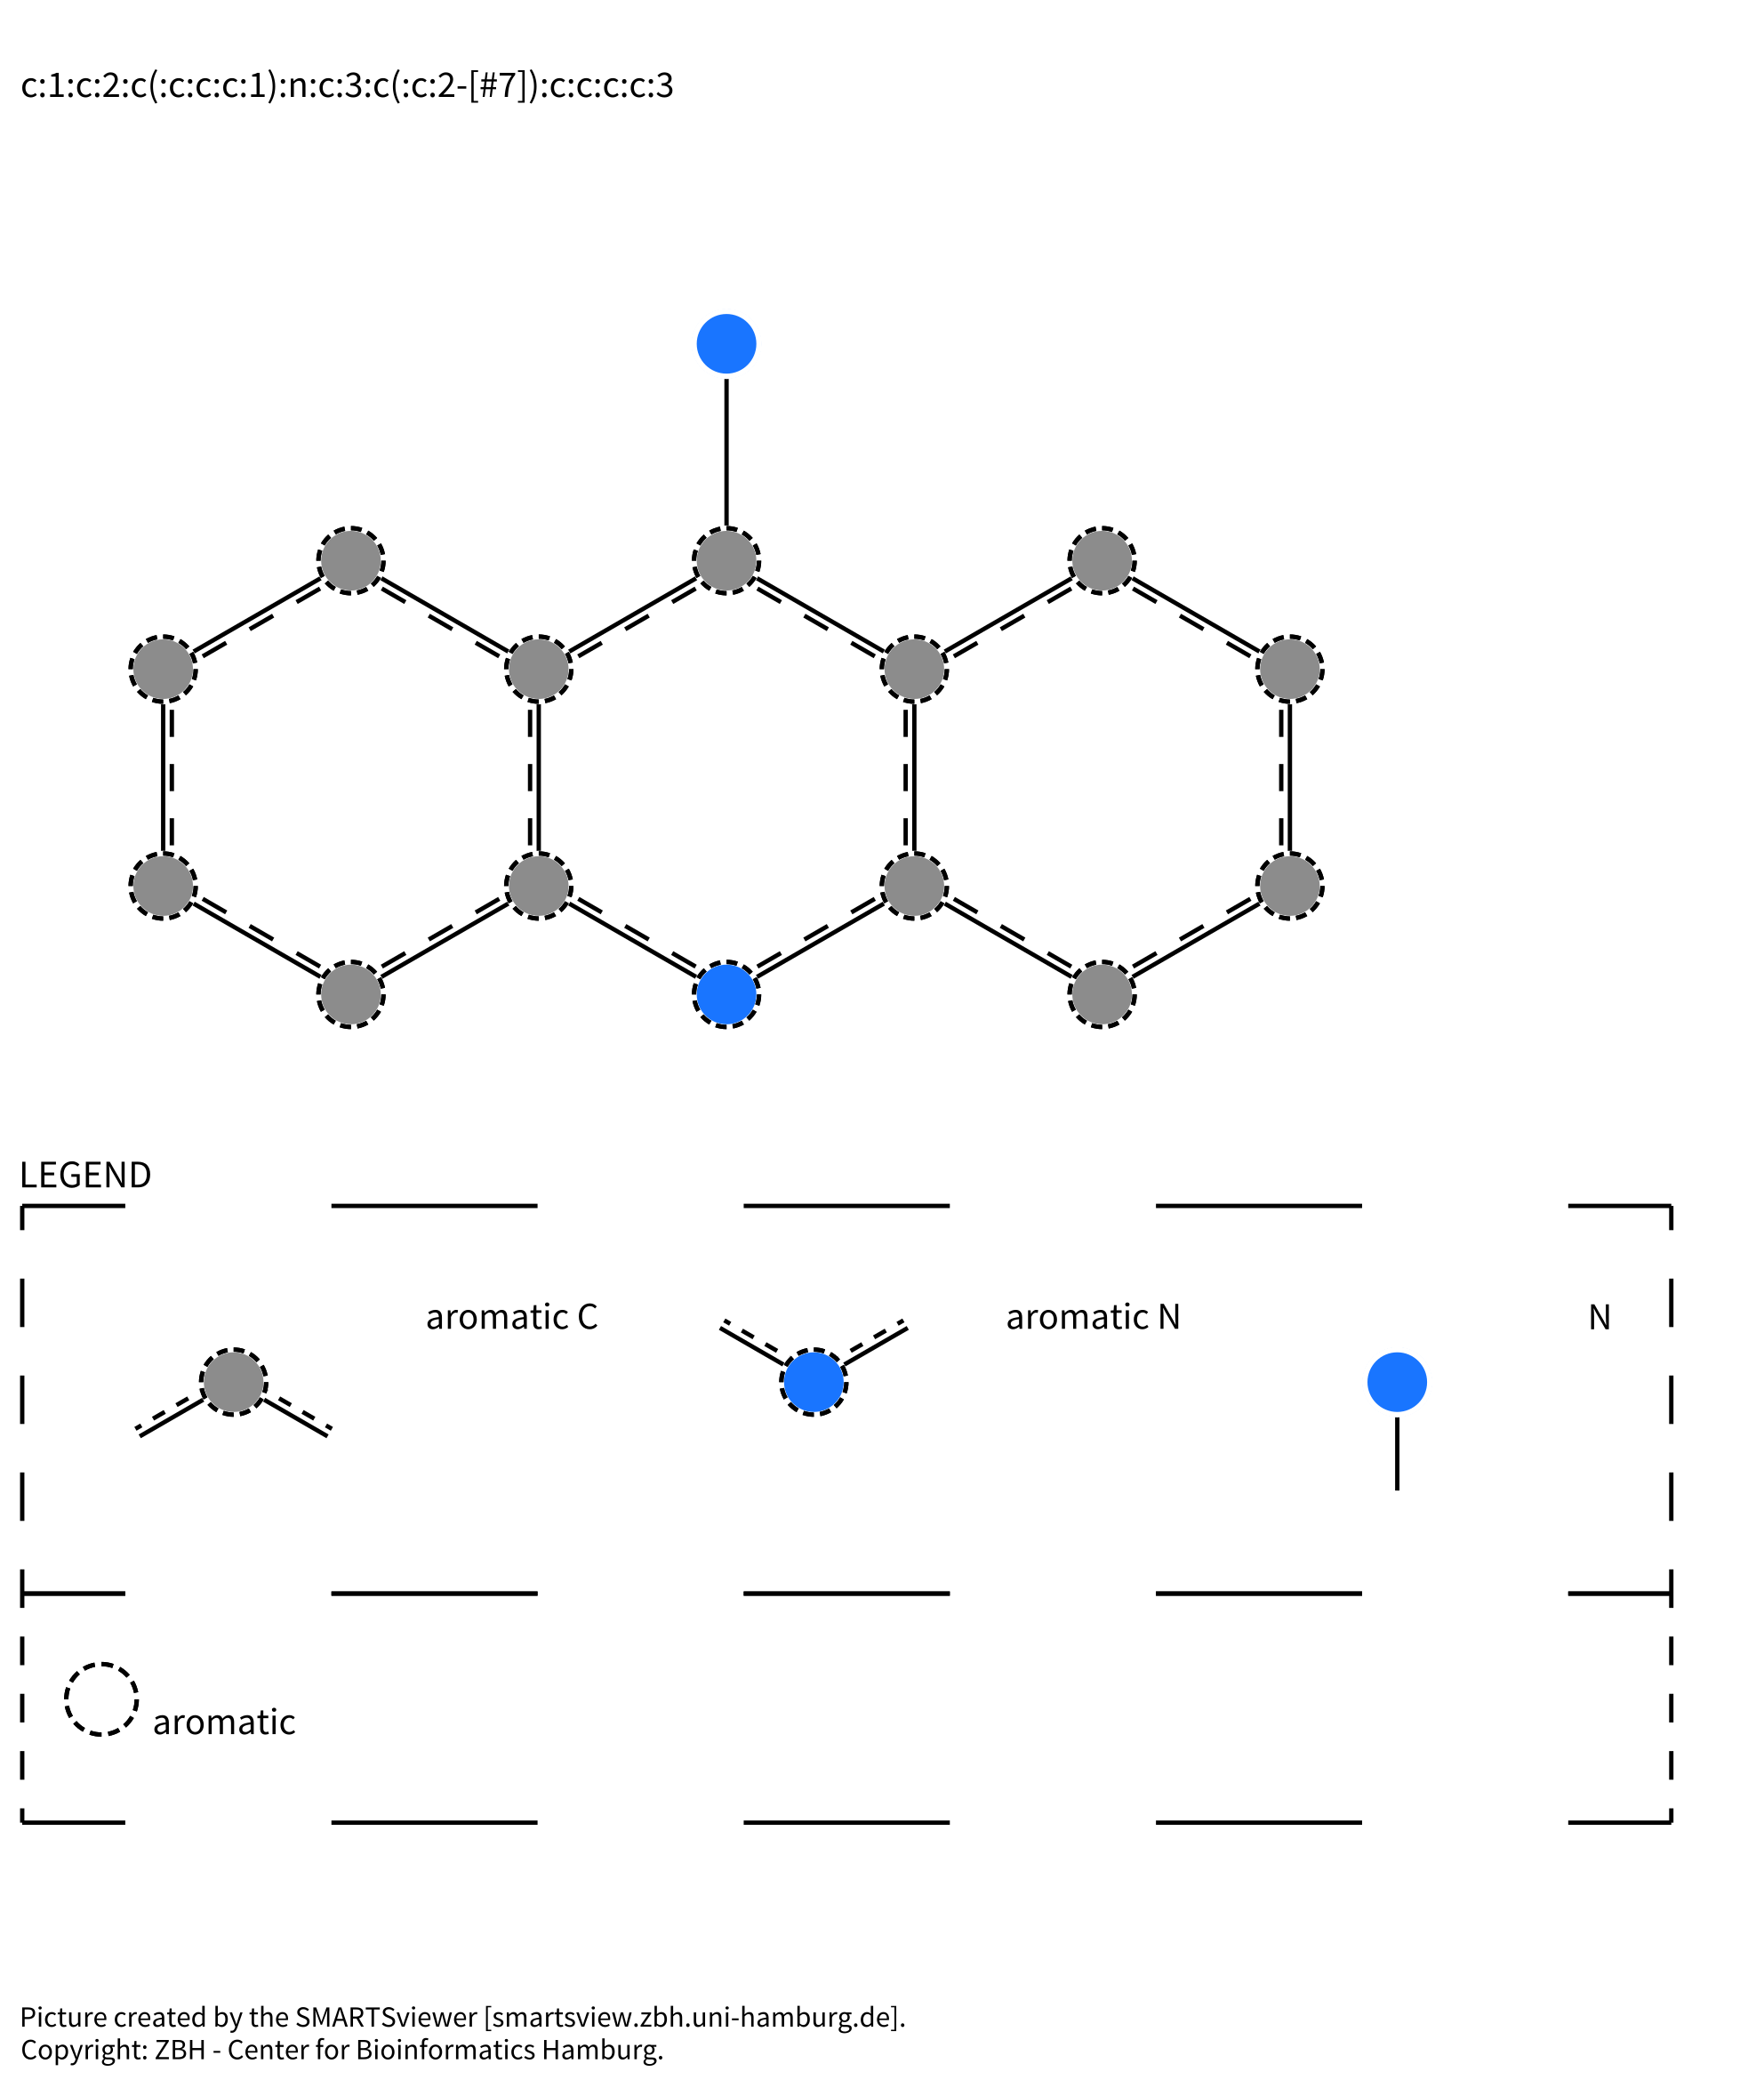 c:1:c:2:c(:c:c:c:1):n:c:3:c(:c:2-[#7]):c:c:c:c:3
LEGEND
aromatic C
aromatic N
N
aromatic
Picture created by the SMARTSviewer [smartsview.zbh.uni-hamburg.de].
Copyright: ZBH - Center for Bioinformatics Hamburg.